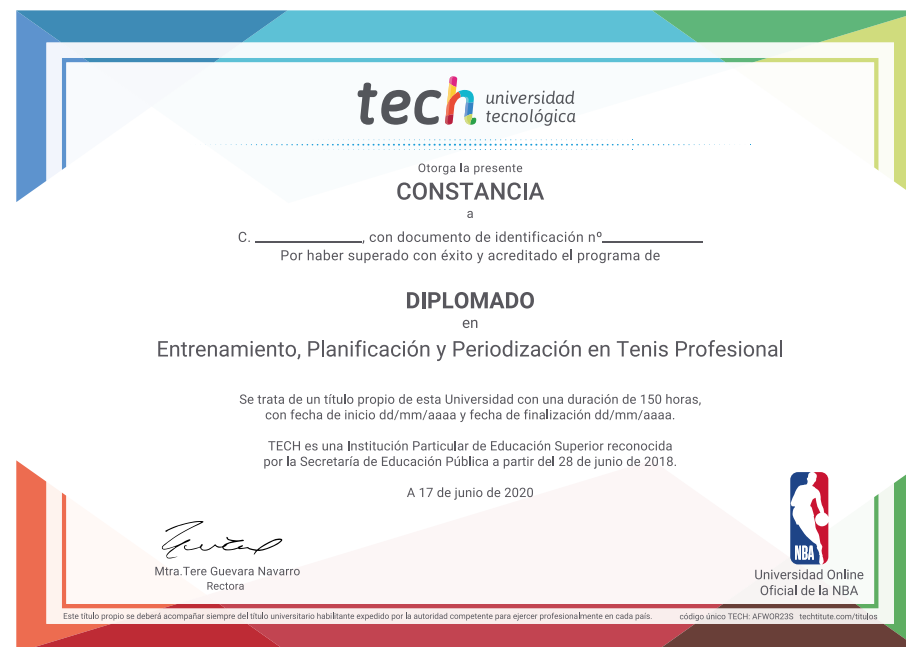 tech universidad
tecnológica
Otorga la presente
CONSTANCIA
a
C. ______________, con documento de identificación nº_____________
Por haber superado con éxito y acreditado el programa de
DIPLOMADO
en
Entrenamiento, Planificación y Periodización en Tenis Profesional
Se trata de un título propio de esta Universidad con una duración de 150 horas,
con fecha de inicio dd/mm/aaaa y fecha de finalización dd/mm/aaaa.
TECH es una Institución Particular de Educación Superior reconocida
por la Secretaría de Educación Pública a partir del 28 de junio de 2018.
A 17 de junio de 2020
Mtra.Tere Guevara Navarro
Rectora
NBA
Universidad Online
Oficial de la NBA
Este título propio se deberá acompañar siempre del título universitario habilitante expedido por la autoridad competente para ejercer profesionalmente en cada país.
código único TECH: AFWOR23S techtitute.com/titulos